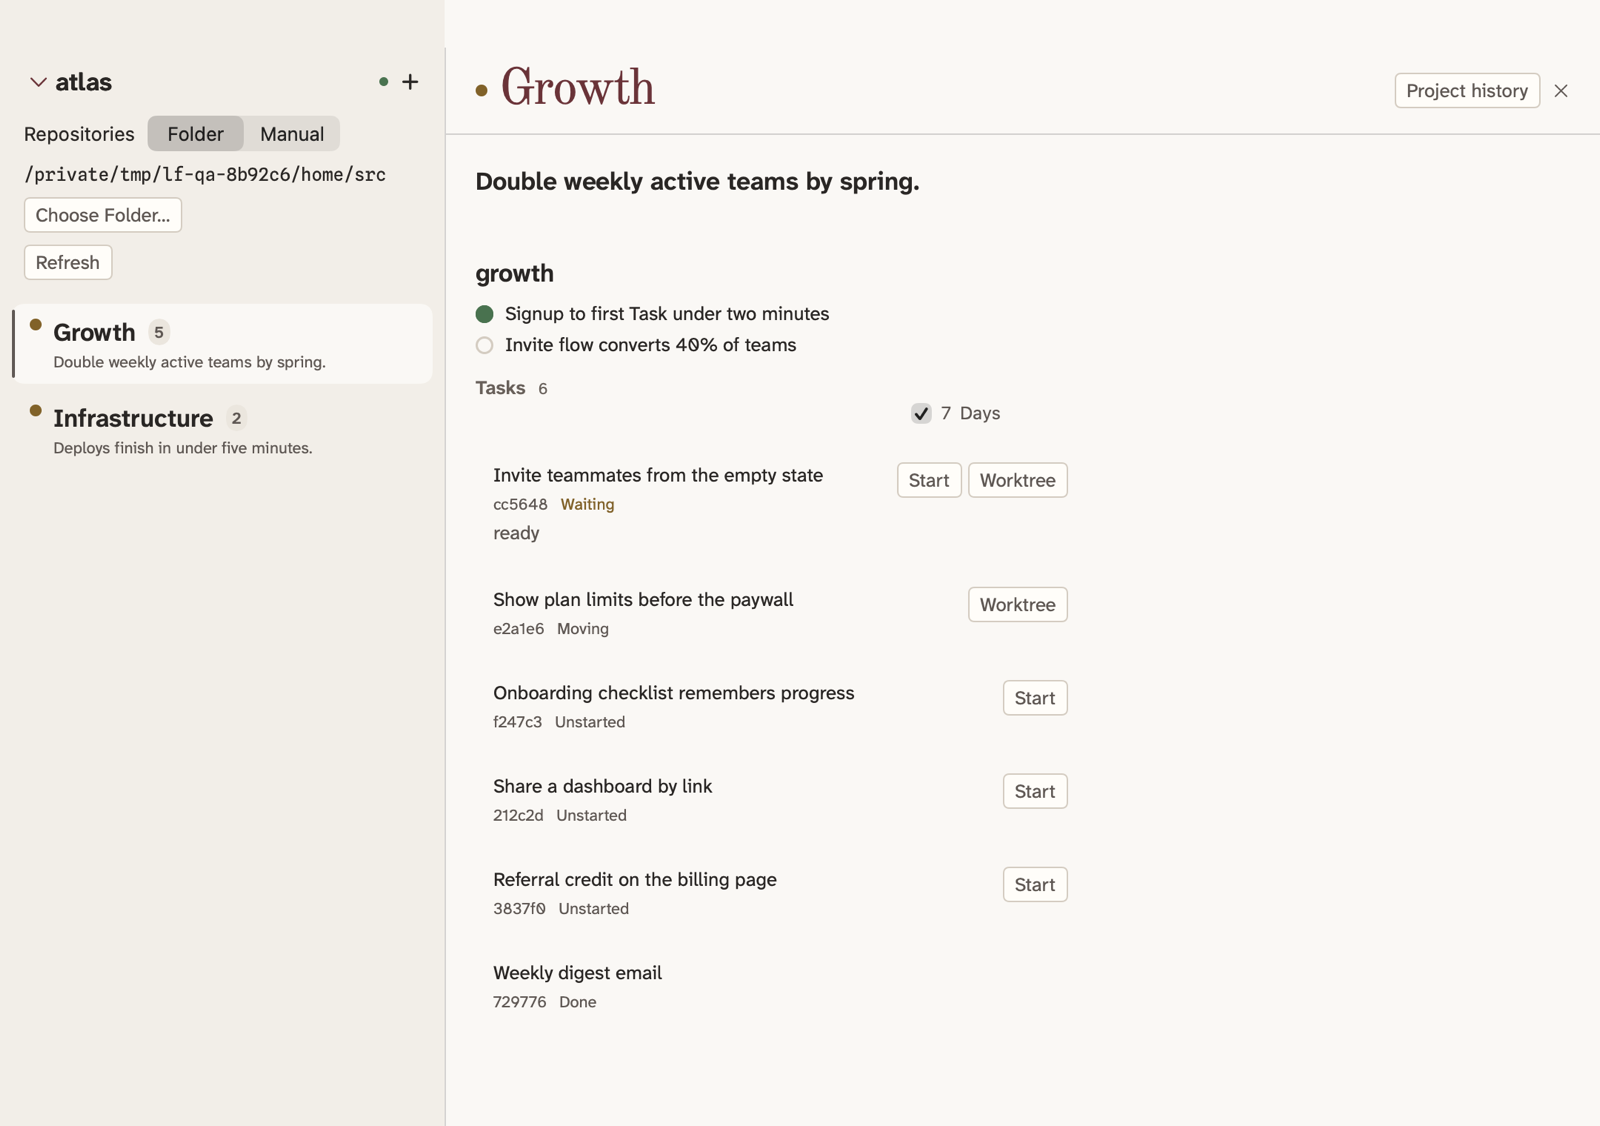 atlas
Repositories Folder Manual
/private/tmp/lf-qa-8b92c6/home/src
Choose Folder...
Refresh
Growth 5
Double weekly active teams by spring.
Infrastructure 2
Deploys finish in under five minutes.
Growth
Project history
Double weekly active teams by spring.
growth
Signup to first Task under two minutes
Invite flow converts 40% of teams
Tasks 6
7 Days
Invite teammates from the empty state
Start Worktree
cc5648 Waiting
ready
Show plan limits before the paywall
Worktree
e2a1e6 Moving
Onboarding checklist remembers progress
Start
f247c3 Unstarted
Share a dashboard by link
Start
212c2d Unstarted
Referral credit on the billing page
Start
3837f0 Unstarted
Weekly digest email
729776 Done